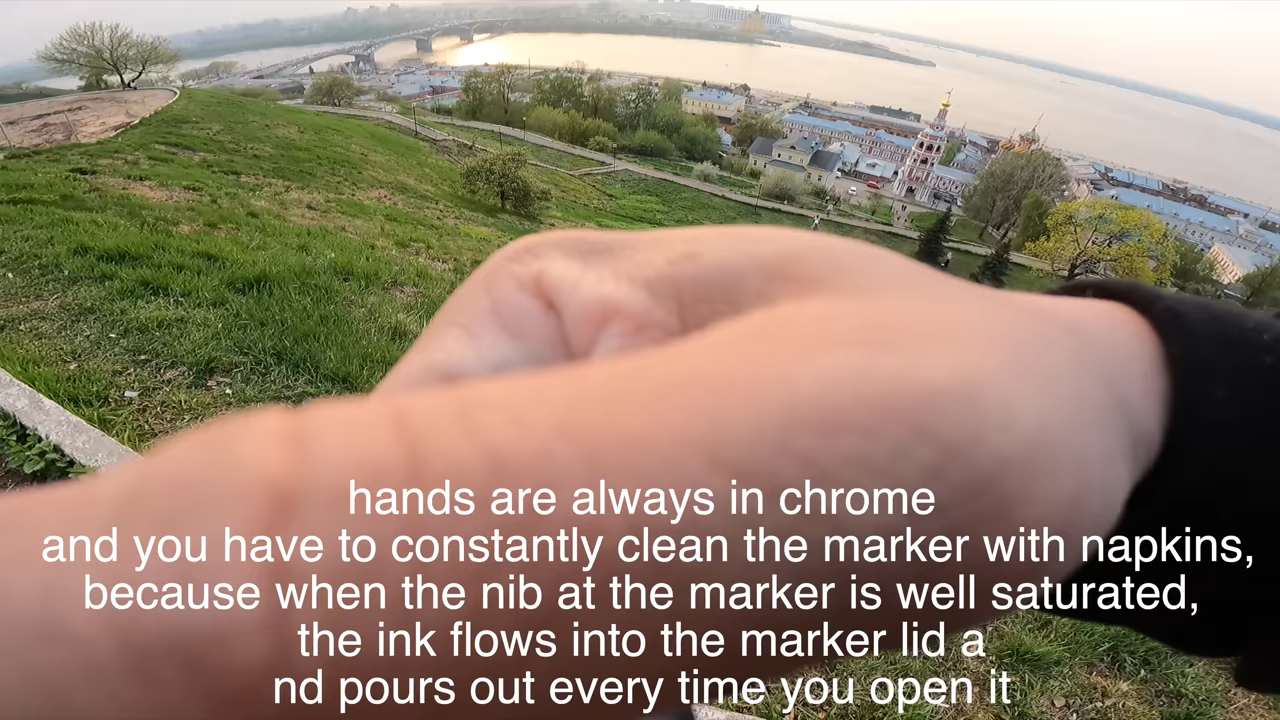 hands are always in chrome
and you have to constantly clean the marker with napkins,
because when the nib at the marker is well saturated,
the ink flows into the marker lid a
nd pours out every time you open it